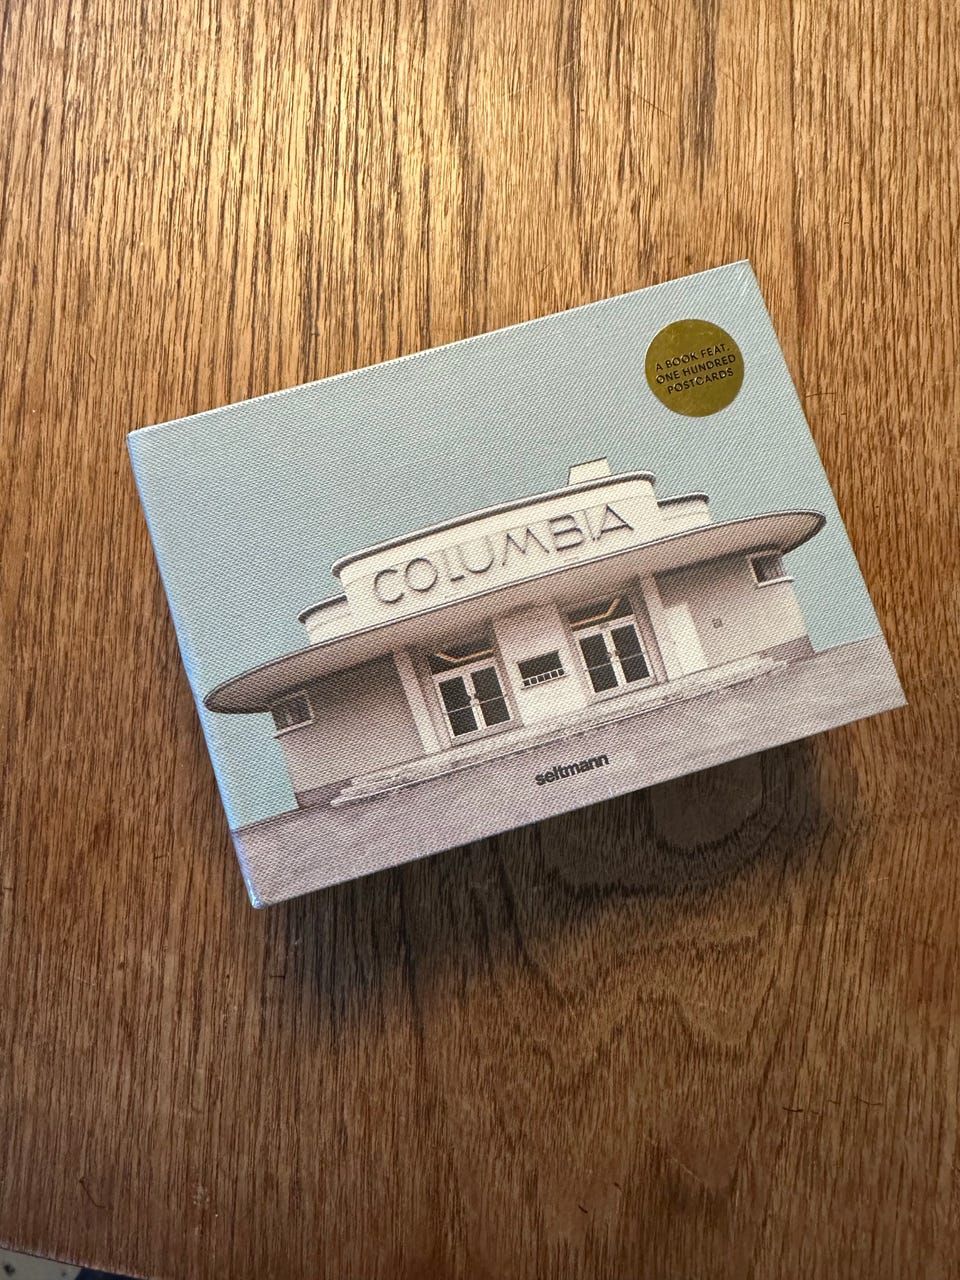 A BOOK FEAT.
ONE HUNDRED
POSTCARDS
COLUMBIA
seltmann